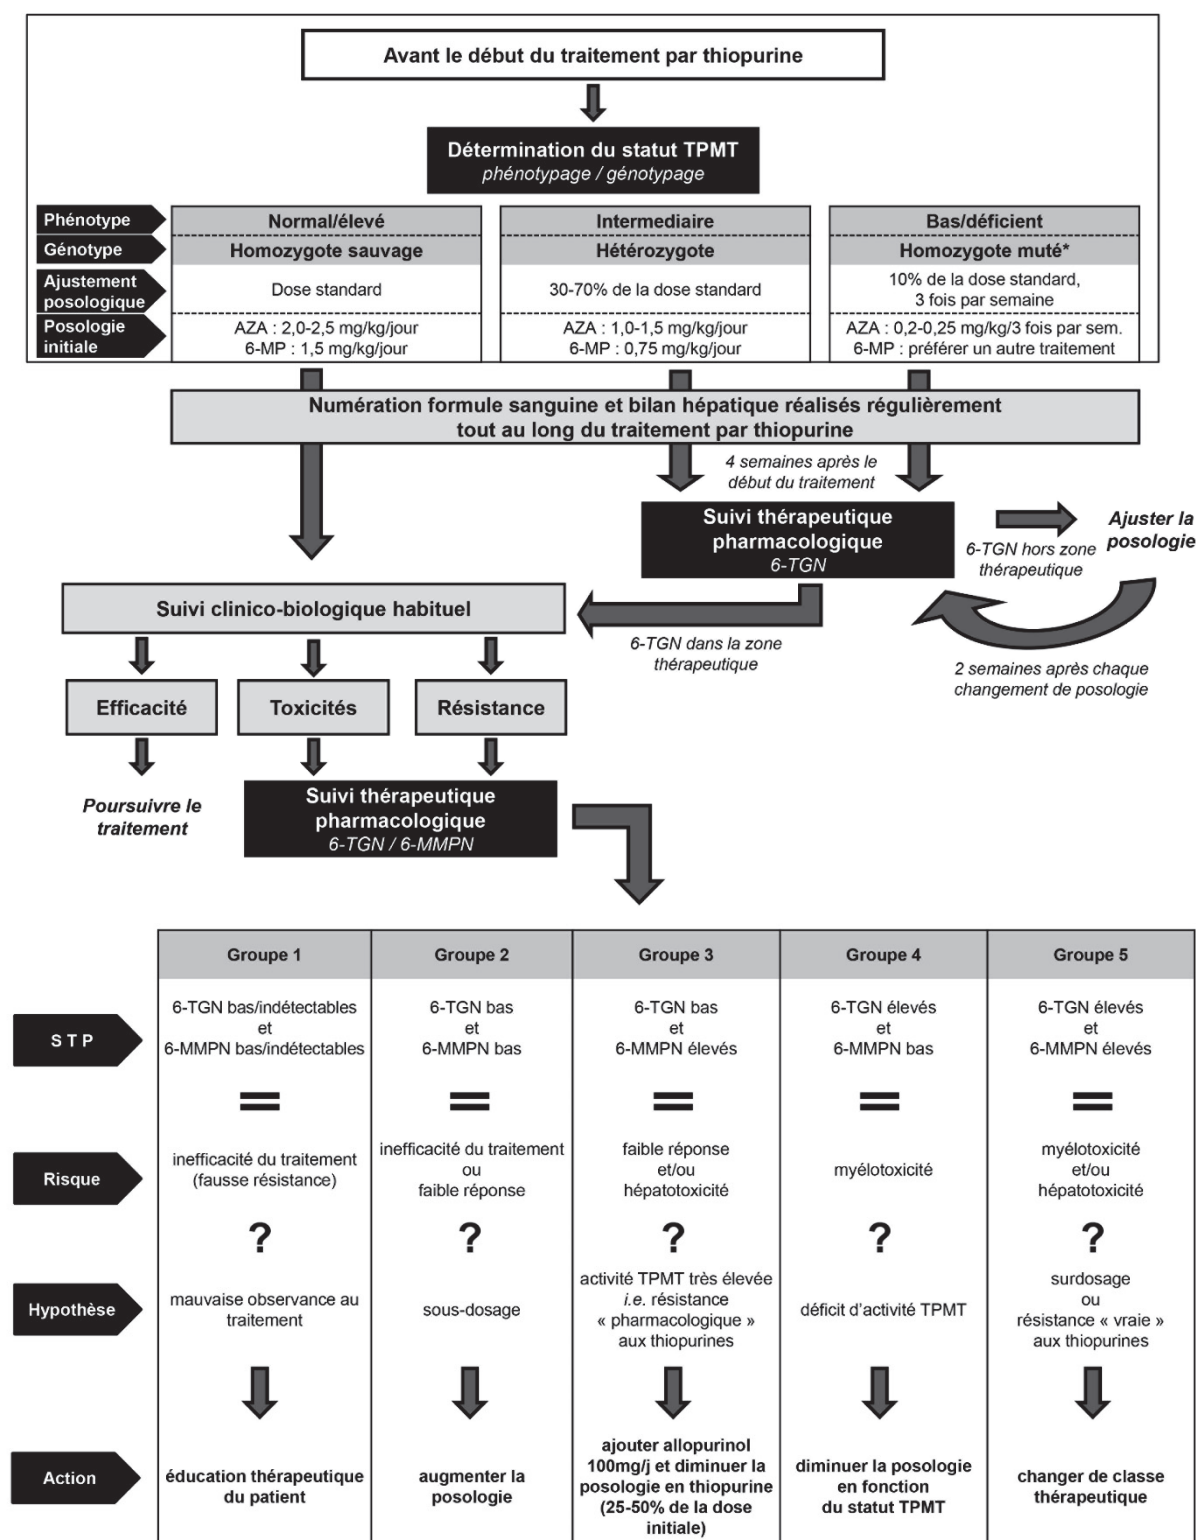 Avant le début du traitement par thiopurine
Détermination du statut TPMT
phénotypage / génotypage
Phénotype
Normal/élevé
Intermediaire
Bas/déficient
Génotype
Homozygote sauvage
Hétérozygote
Homozygote muté*
Ajustement
posologique
Dose standard
30-70% de la dose standard
10% de la dose standard,
3 fois par semaine
Posologie
initiale
AZA : 2,0-2,5 mg/kg/jour
6-MP : 1,5 mg/kg/jour
AZA : 1,0-1,5 mg/kg/jour
6-MP : 0,75 mg/kg/jour
AZA : 0,2-0,25 mg/kg/3 fois par sem.
6-MP : préférer un autre traitement
Numération formule sanguine et bilan hépatique réalisés régulièrement
tout au long du traitement par thiopurine
4 semaines après le
début du traitement
Suivi thérapeutique
pharmacologique
6-TGN
6-TGN hors zone
thérapeutique
Ajuster la
posologie
Suivi clinico-biologique habituel
6-TGN dans la zone
thérapeutique
2 semaines après chaque
changement de posologie
Efficacité
Toxicités
Résistance
Poursuivre le
traitement
Suivi thérapeutique
pharmacologique
6-TGN / 6-MMPN
Groupe 1
Groupe 2
Groupe 3
Groupe 4
Groupe 5
S T P
6-TGN bas/indétectables
et
6-MMPN bas/indétectables
6-TGN bas
et
6-MMPN bas
6-TGN bas
et
6-MMPN élevés
6-TGN élevés
et
6-MMPN bas
6-TGN élevés
et
6-MMPN élevés
= = = = =
Risque
inefficacité du traitement
(fausse résistance)
inefficacité du traitement
ou
faible réponse
faible réponse
et/ou
hépatotoxicité
myélotoxicité
myélotoxicité
et/ou
hépatotoxicité
? ? ? ? ?
Hypothèse
mauvaise observance au
traitement
sous-dosage
activité TPMT très élevée
i.e. résistance
« pharmacologique »
aux thiopurines
déficit d'activité TPMT
surdosage
ou
résistance « vraie »
aux thiopurines
Action
éducation thérapeutique
du patient
augmenter la
posologie
ajouter allopurinol
100mg/j et diminuer la
posologie en thiopurine
(25-50% de la dose
initiale)
diminuer la posologie
en fonction
du statut TPMT
changer de classe
thérapeutique